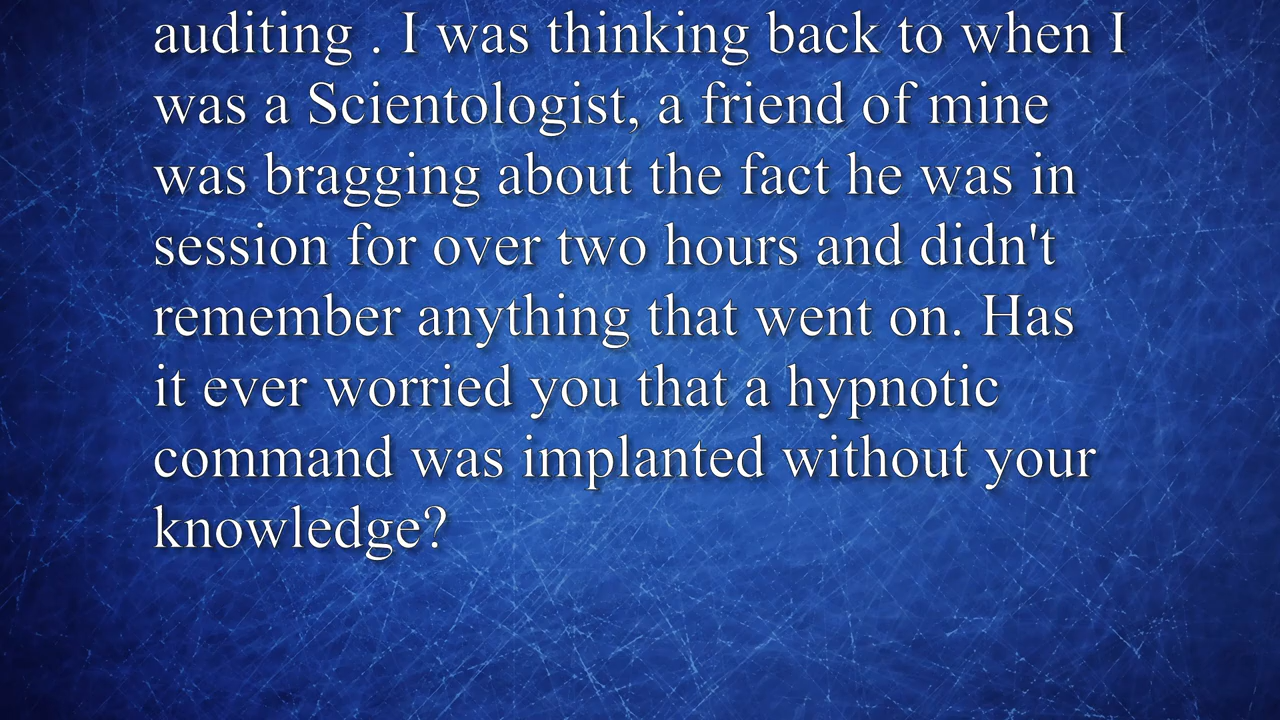 auditing . I was thinking back to when I
was a Scientologist, a friend of mine
was bragging about the fact he was in
session for over two hours and didn't
remember anything that went on. Has
it ever worried you that a hypnotic
command was implanted without your
knowledge?